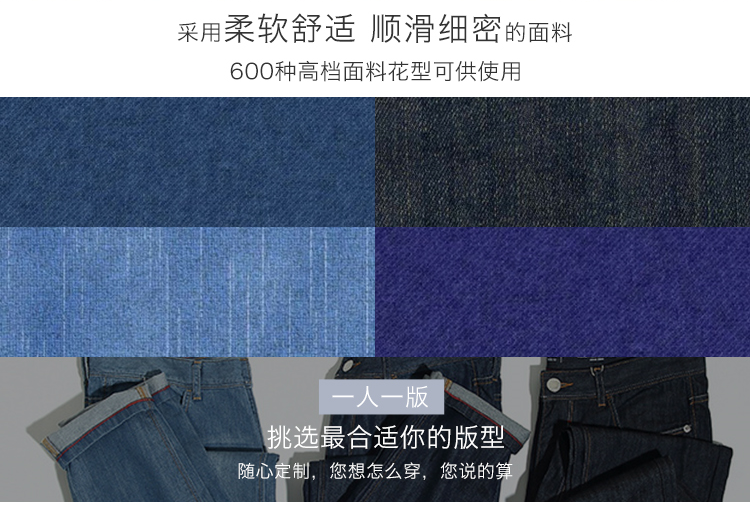 采用柔软舒适 顺滑细密的面料
600种高档面料花型可供使用
一人一版
挑选最合适你的版型
随心定制，您想怎么穿，您说的算